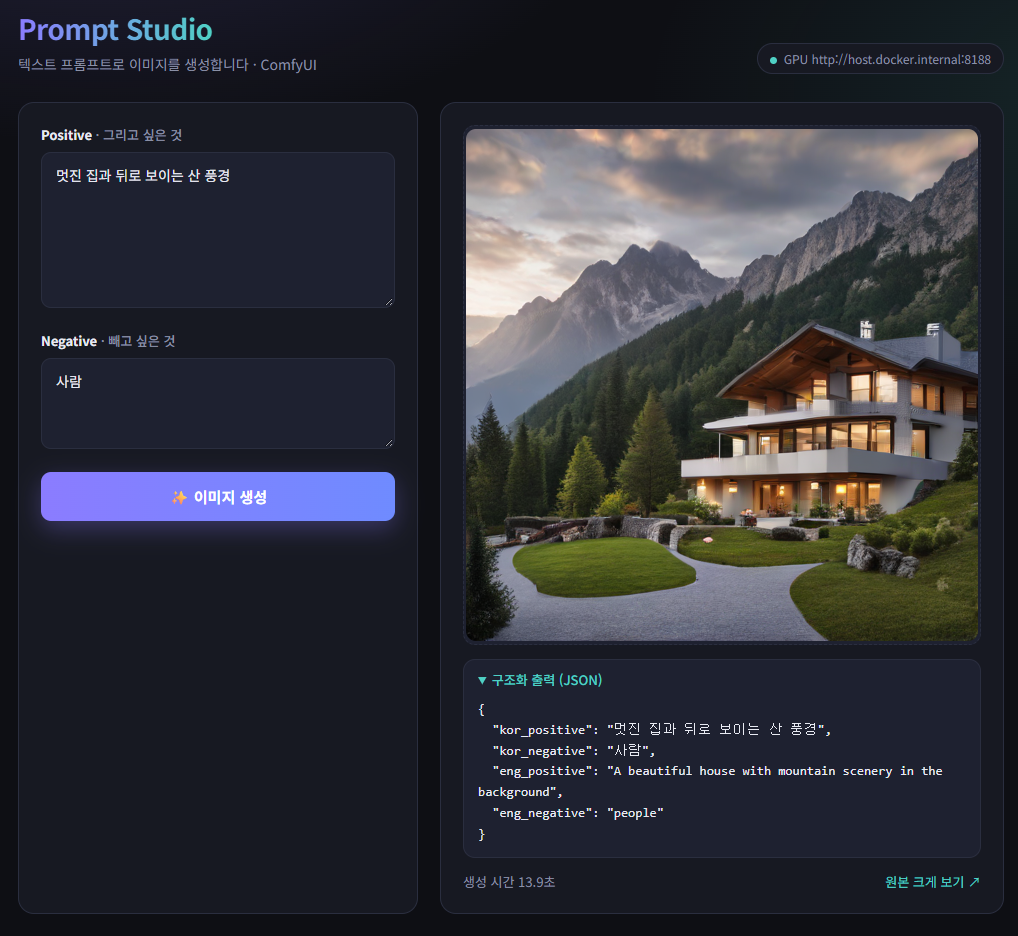 Prompt Studio
텍스트 프롬프트로 이미지를 생성합니다 · ComfyUI
GPU http://host.docker.internal:8188
Positive · 그리고 싶은 것
멋진 집과 뒤로 보이는 산 풍경
Negative · 빼고 싶은 것
사람
✨ 이미지 생성
▼ 구조화 출력 (JSON)
{
"kor_positive": "멋진 집과 뒤로 보이는 산 풍경",
"kor_negative": "사람",
"eng_positive": "A beautiful house with mountain scenery in the
background",
"eng_negative": "people"
}
생성 시간 13.9초
원본 크게 보기 ↗